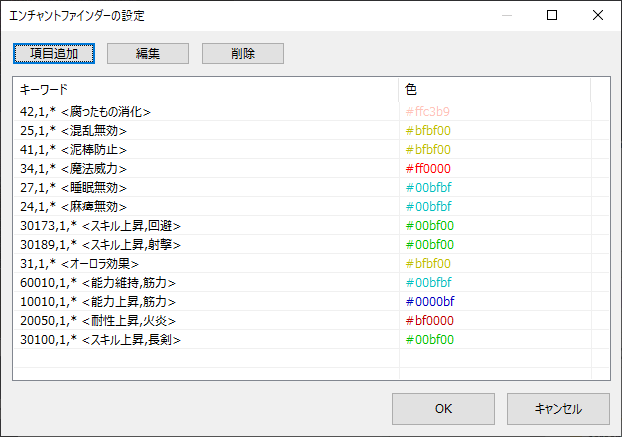 エンチャントファインダーの設定
項目追加 編集 削除
キーワード 色
42,1,* <腐ったもの消化> #ffc3b9
25,1,* <混乱無効> #bfbf00
41,1,* <泥棒防止> #bfbf00
34,1,* <魔法威力> #ff0000
27,1,* <睡眠無効> #00bfbf
24,1,* <麻痺無効> #00bfbf
30173,1,* <スキル上昇,回避> #00bf00
30189,1,* <スキル上昇,射撃> #00bf00
31,1,* <オーロラ効果> #bfbf00
60010,1,* <能力維持,筋力> #00bfbf
10010,1,* <能力上昇,筋力> #0000bf
20050,1,* <耐性上昇,火炎> #bf0000
30100,1,* <スキル上昇,長剣> #00bf00
OK キャンセル